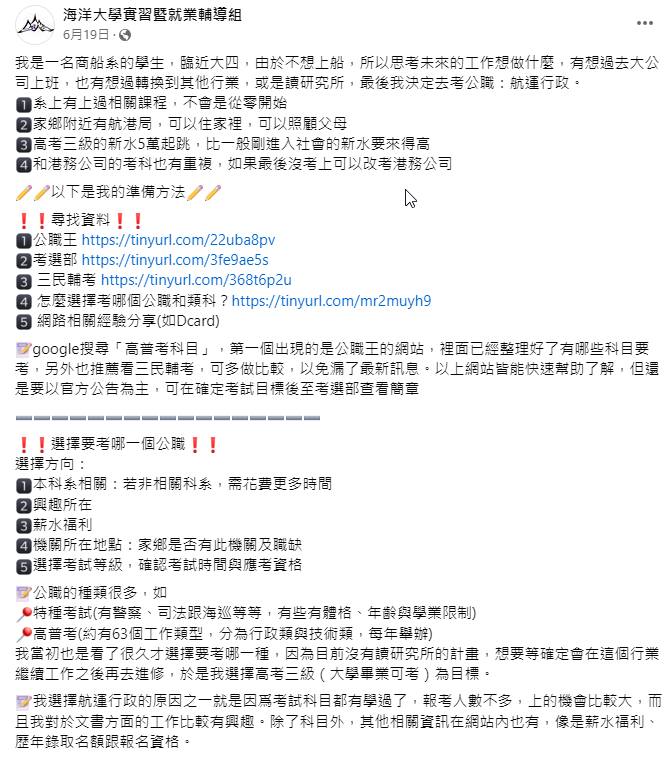 海洋大學實習暨就業輔導組
6月19日 ·
我是一名商船系的學生，臨近大四，由於不想上船，所以思考未來的工作想做什麼，有想過去大公
司上班，也有想過轉換到其他行業，或是讀研究所，最後我決定去考公職：航運行政。
1️⃣系上有上過相關課程，不會是從零開始
2️⃣家鄉附近有航港局，可以住家裡，可以照顧父母
3️⃣高考三級的新水5萬起跳，比一般剛進入社會的新水要來得高
4️⃣和港務公司的考科也有重複，如果最後沒考上可以改考港務公司
✏️✏️以下是我的準備方法✏️✏️
❗❗尋找資料❗❗
1️⃣公職王 https://tinyurl.com/22uba8pv
2️⃣考選部 https://tinyurl.com/3fe9ae5s
3️⃣ 三民輔考 https://tinyurl.com/368t6p2u
4️⃣ 怎麼選擇考哪個公職和類科？https://tinyurl.com/mr2muyh9
5️⃣ 網路相關經驗分享(如Dcard)
📝google搜尋「高普考科目」，第一個出現的是公職王的網站，裡面已經整理好了有哪些科目要
考，另外也推薦看三民輔考，可多做比較，以免漏了最新訊息。以上網站皆能快速幫助了解，但還
是要以官方公告為主，可在確定考試目標後至考選部查看簡章
❗❗選擇要考哪一個公職❗❗
選擇方向：
1️⃣本科系相關：若非相關科系，需花費更多時間
2️⃣興趣所在
3️⃣薪水福利
4️⃣機關所在地點：家鄉是否有此機關及職缺
5️⃣選擇考試等級，確認考試時間與應考資格
📝公職的種類很多，如
📍特種考試(有警察、司法跟海巡等等，有些有體格、年齡與學業限制)
📍高普考(約有63個工作類型，分為行政類與技術類，每年舉辦)
我當初也是看了很久才選擇要考哪一種，因為目前沒有讀研究所的計畫，想要等確定會在這個行業
繼續工作之後再去進修，於是我選擇高考三級（大學畢業可考）為目標。
📝我選擇航運行政的原因之一就是因爲考試科目都有學過了，報考人數不多，上的機會比較大，而
且我對於文書方面的工作比較有興趣。除了科目外，其他相關資訊在網站內也有，像是薪水福利、
歷年錄取名額跟報名資格。